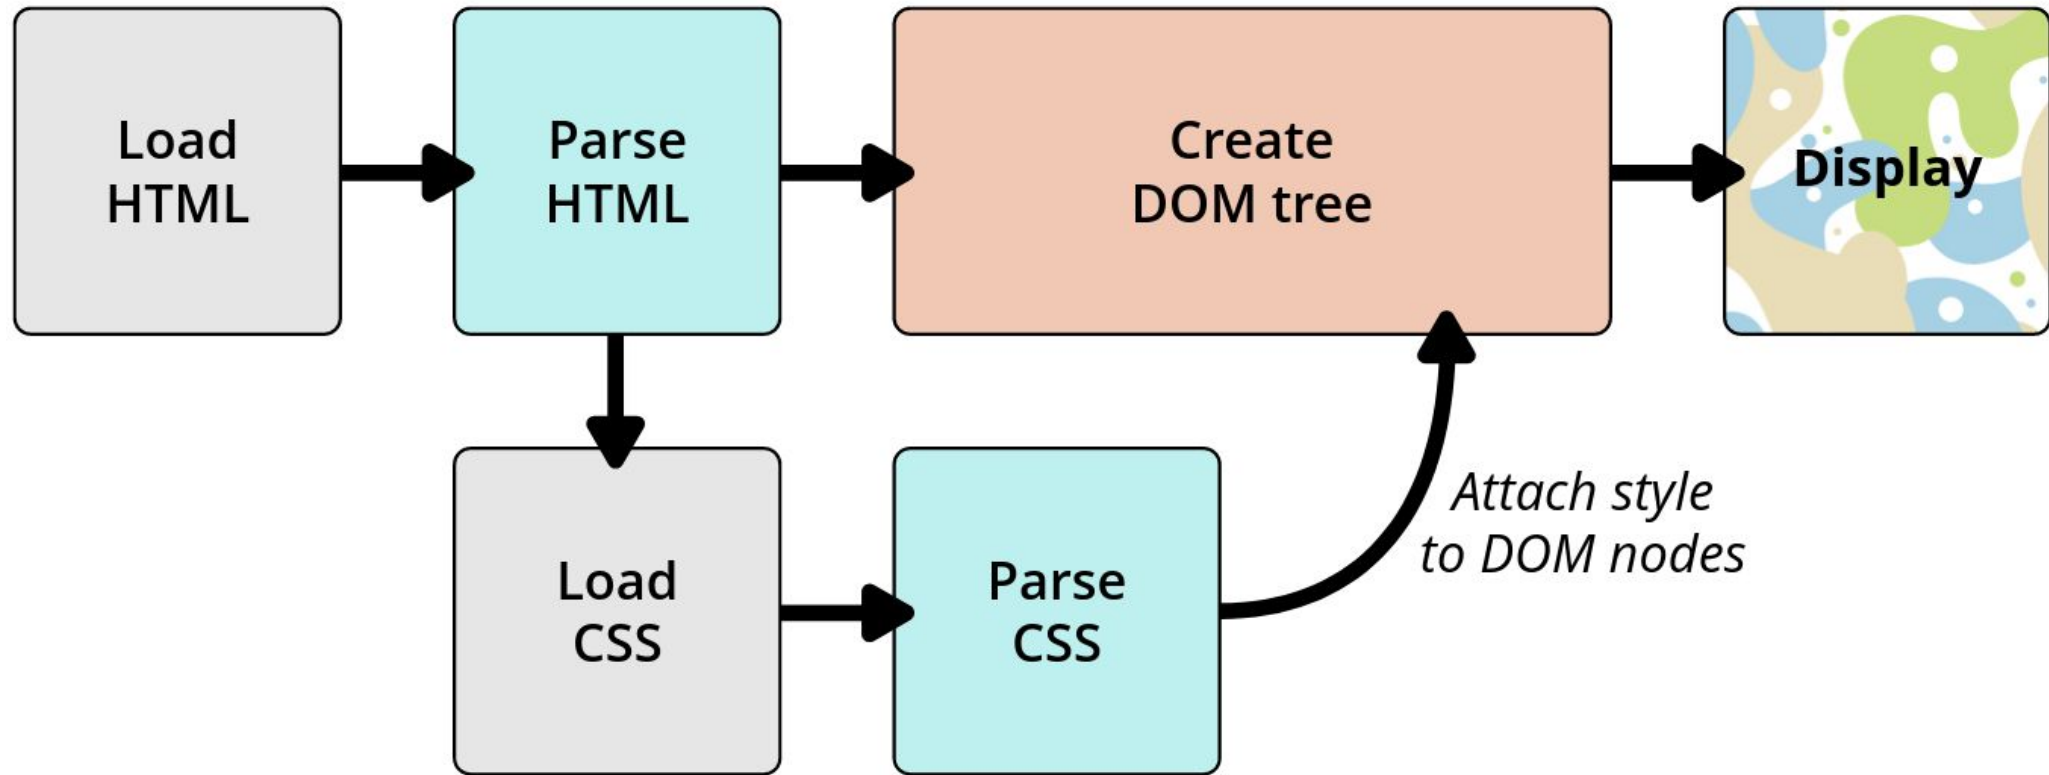 Load
HTML
Parse
HTML
Create
DOM tree
Display
Load
CSS
Parse
CSS
Attach style
to DOM nodes